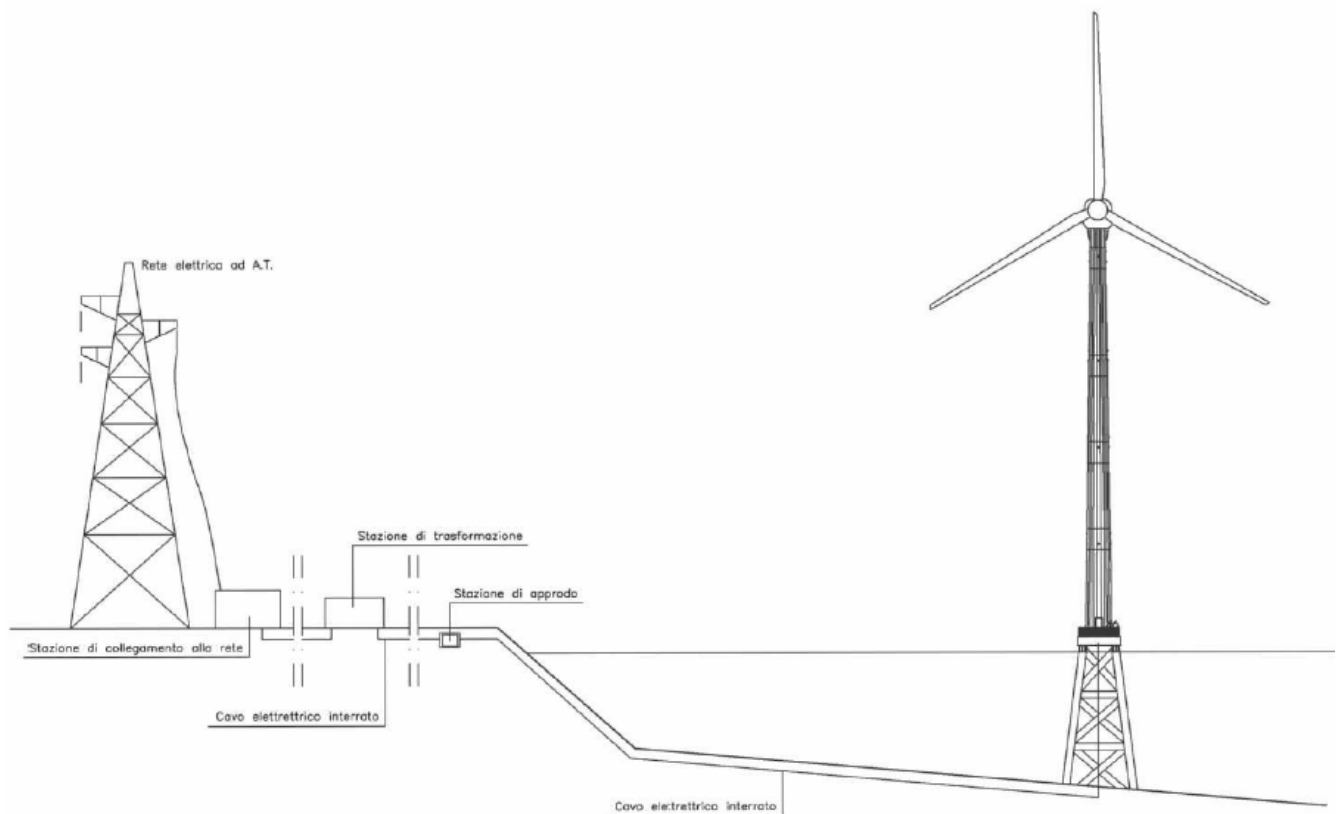 Rete elettrica ad A.T.
Stazione di trasformazione
Stazione di approdo
Stazione di collegamento alla rete
Cavo elettrettrico interrato
Cavo elettrettrico interrato